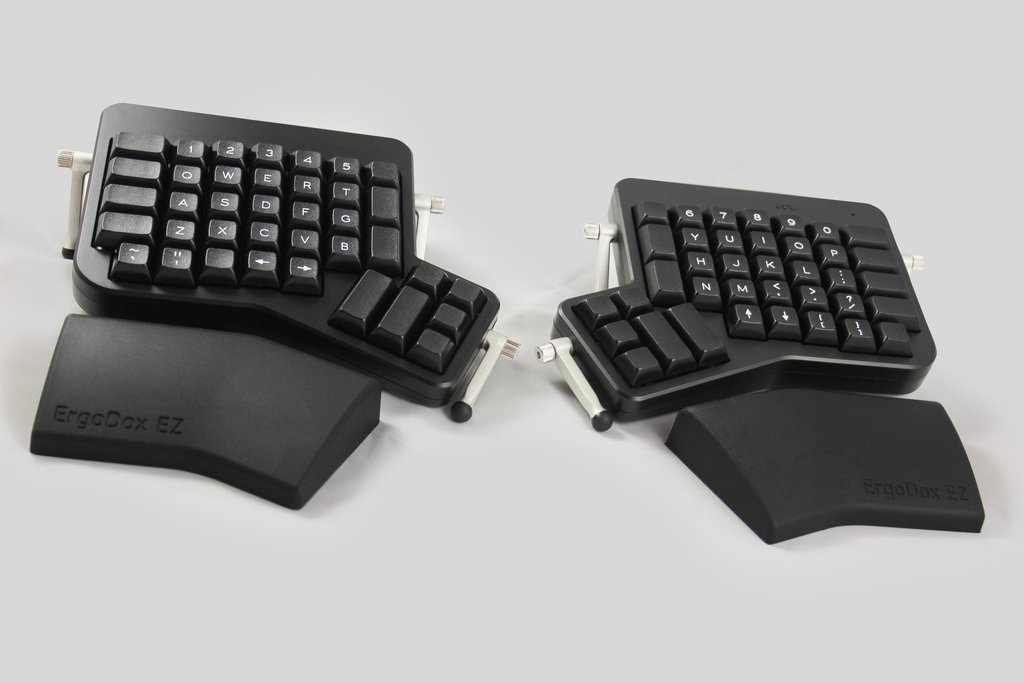 1 2 3 4 5
Q W E R T
A S D F G
Z X C V B
~ ` " ' ← →
6 7 8 9 0
Y U I O P
H J K L : ;
N M < , > . ? /
↑ ↓ { [ } ]
ErgoDox EZ
ErgoDox EZ